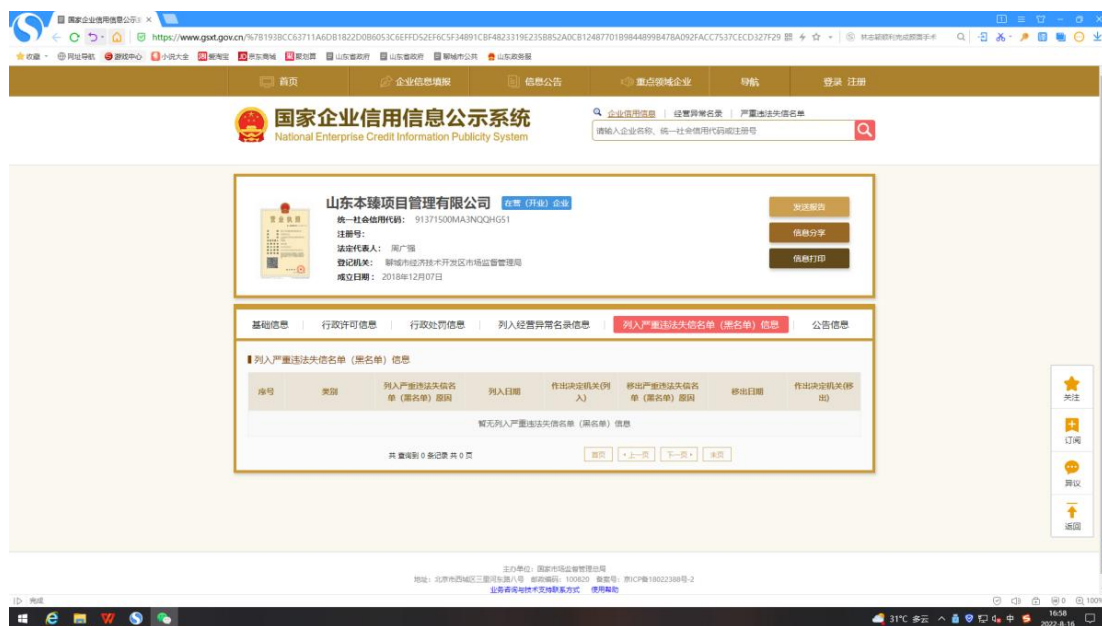 国家企业信用信息公示
https://www.gsxt.gov.cn/
收藏 网址导航 游戏中心 小说大全 爱淘宝 京东商城 聚划算 山东省政府 山东省政府 聊城市公共 山东政务服
首页 企业信息填报 信息公告 重点领域企业 导航 登录 注册
国家企业信用信息公示系统
National Enterprise Credit Information Publicity System
企业信用信息 | 经营异常名录 | 严重违法失信名单
请输入企业名称、统一社会信用代码或注册号
山东本臻项目管理有限公司 在营（开业）企业
营业执照
统一社会信用代码： 91371500MA3NQQHG51
注册号：
法定代表人： 周广强
登记机关： 聊城市经济技术开发区市场监督管理局
成立日期： 2018年12月07日
发送报告
信息分享
信息打印
基础信息 行政许可信息 行政处罚信息 列入经营异常名录信息 列入严重违法失信名单（黑名单）信息 公告信息
列入严重违法失信名单（黑名单）信息
序号 类别 列入严重违法失信名单（黑名单）原因 列入日期 作出决定机关(列入) 移出严重违法失信名单（黑名单）原因 移出日期 作出决定机关(移出)
暂无列入严重违法失信名单（黑名单）信息
共 查询到 0 条记录 共 0 页 首页 上一页 下一页 末页
关注
订阅
异议
返回
主办单位：国家市场监督管理总局
地址：北京市西城区三里河东路八号 邮政编码：100820 备案号：京ICP备18022388号-2
业务咨询与技术支持联系方式 使用帮助
完成 0 100%
31°C 多云 中 16:58
2022-8-16